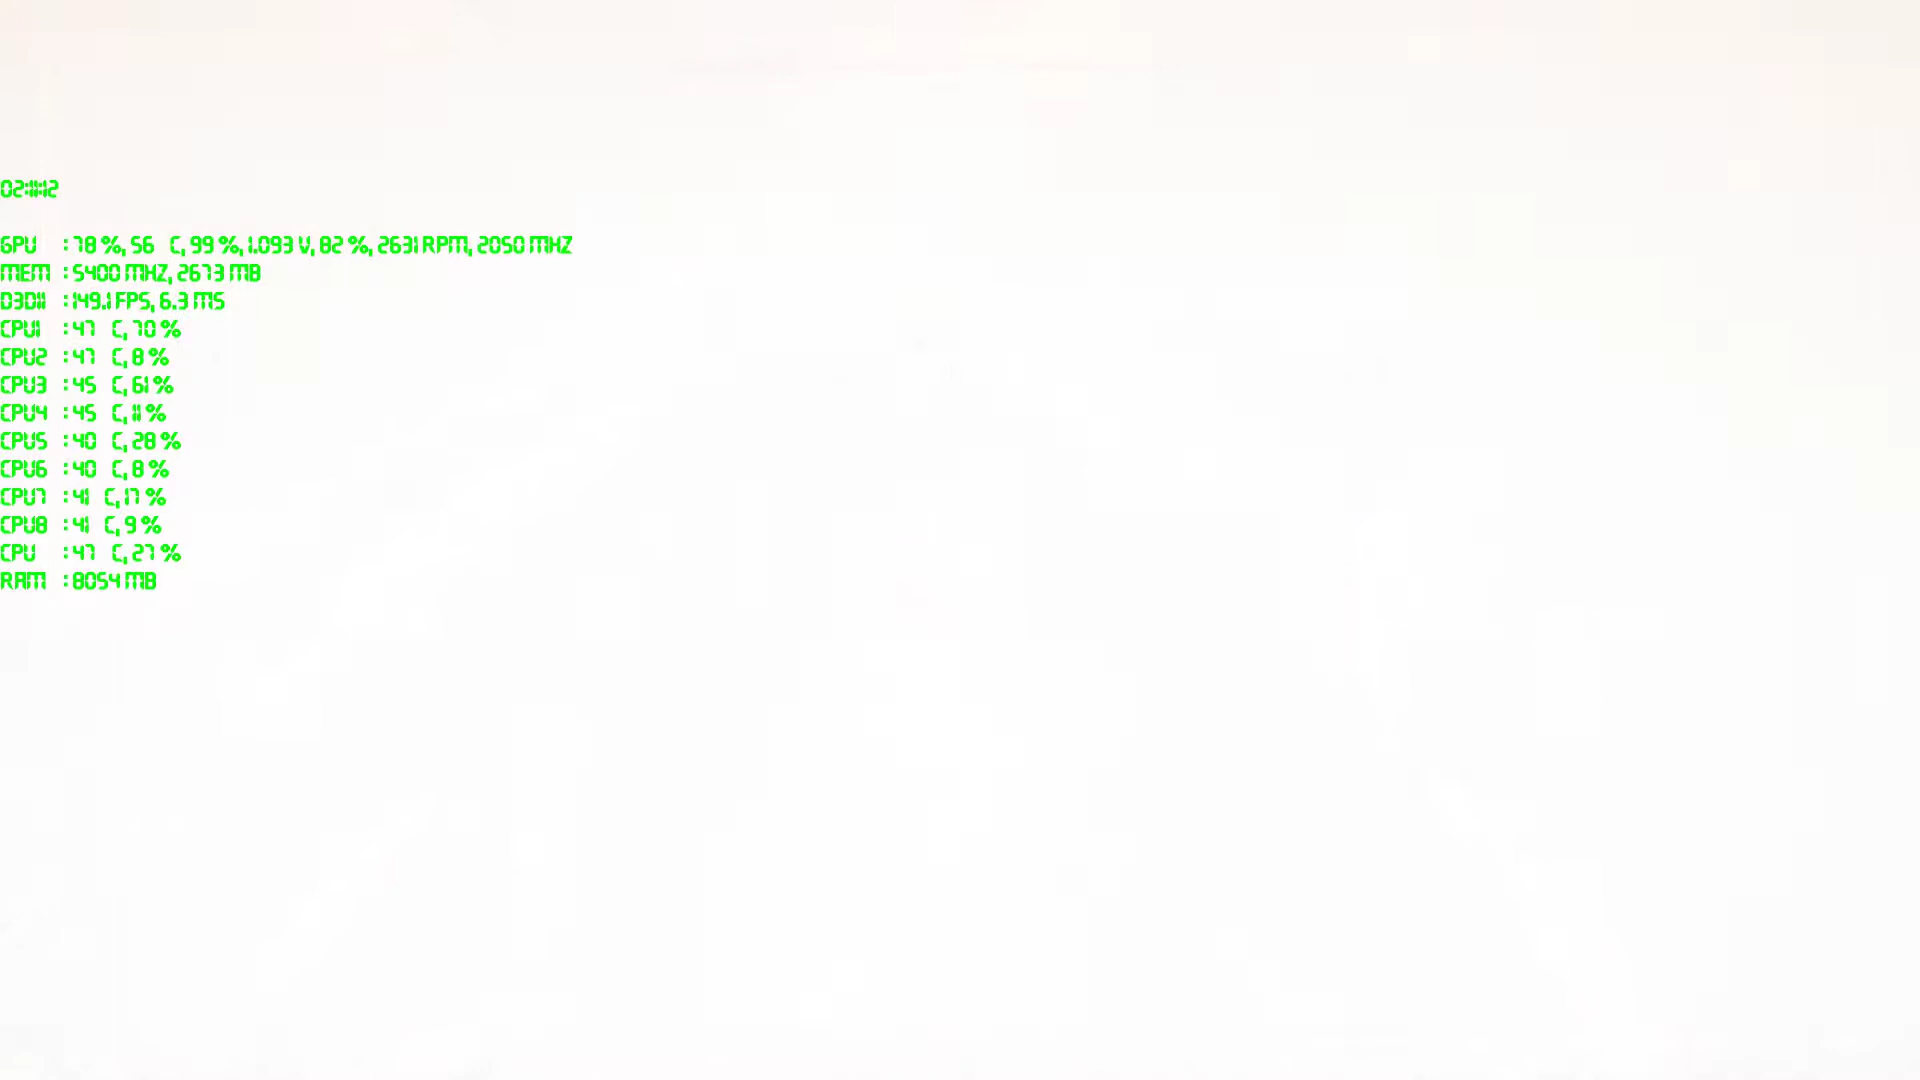 02:11:12
GPU : 78 %, 56 C, 99 %, 1.093 V, 82 %, 2631 RPM, 2050 MHZ
MEM : 5400 MHZ, 2673 MB
D3D11 : 149.1 FPS, 6.3 MS
CPU1 : 47 C, 70 %
CPU2 : 47 C, 8 %
CPU3 : 45 C, 61 %
CPU4 : 45 C, 11 %
CPU5 : 40 C, 28 %
CPU6 : 40 C, 8 %
CPU7 : 41 C, 17 %
CPU8 : 41 C, 9 %
CPU : 47 C, 27 %
RAM : 8054 MB